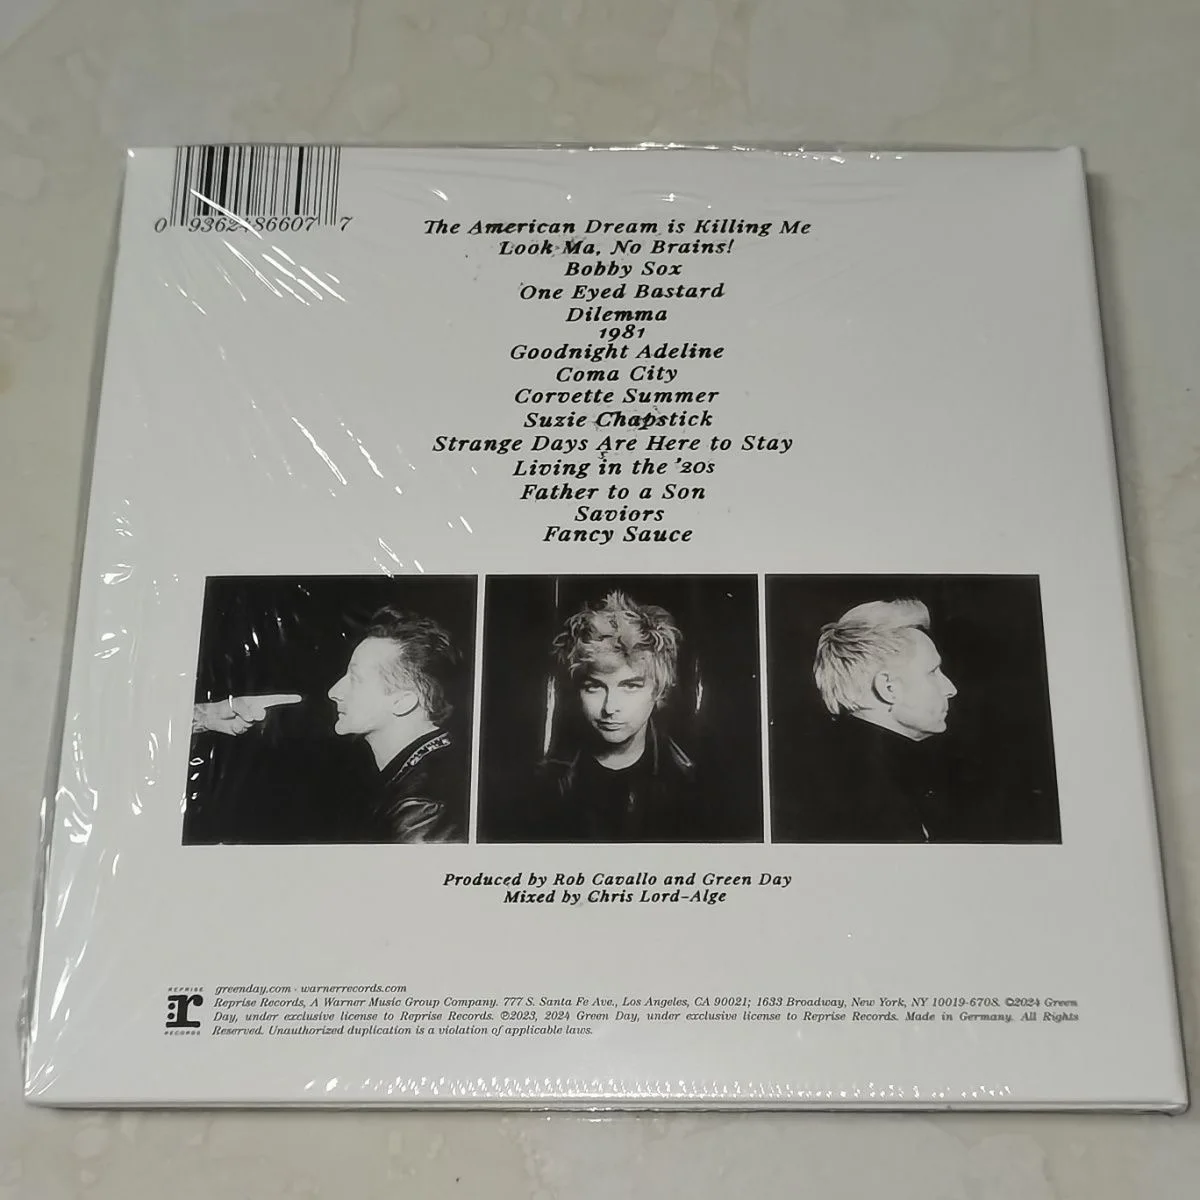 0 93624 86607 7
The American Dream is Killing Me
Look Ma, No Brains!
Bobby Sox
One Eyed Bastard
Dilemma
1981
Goodnight Adeline
Coma City
Corvette Summer
Suzie Chapstick
Strange Days Are Here to Stay
Living in the '20s
Father to a Son
Saviors
Fancy Sauce
Produced by Rob Cavallo and Green Day
Mixed by Chris Lord-Alge
REPRISE
r
RECORDS
greenday.com · warnerrecords.com
Reprise Records, A Warner Music Group Company. 777 S. Santa Fe Ave., Los Angeles, CA 90021; 1633 Broadway, New York, NY 10019-6708. ©2024 Green
Day, under exclusive license to Reprise Records. ℗2023, 2024 Green Day, under exclusive license to Reprise Records. Made in Germany. All Rights
Reserved. Unauthorized duplication is a violation of applicable laws.